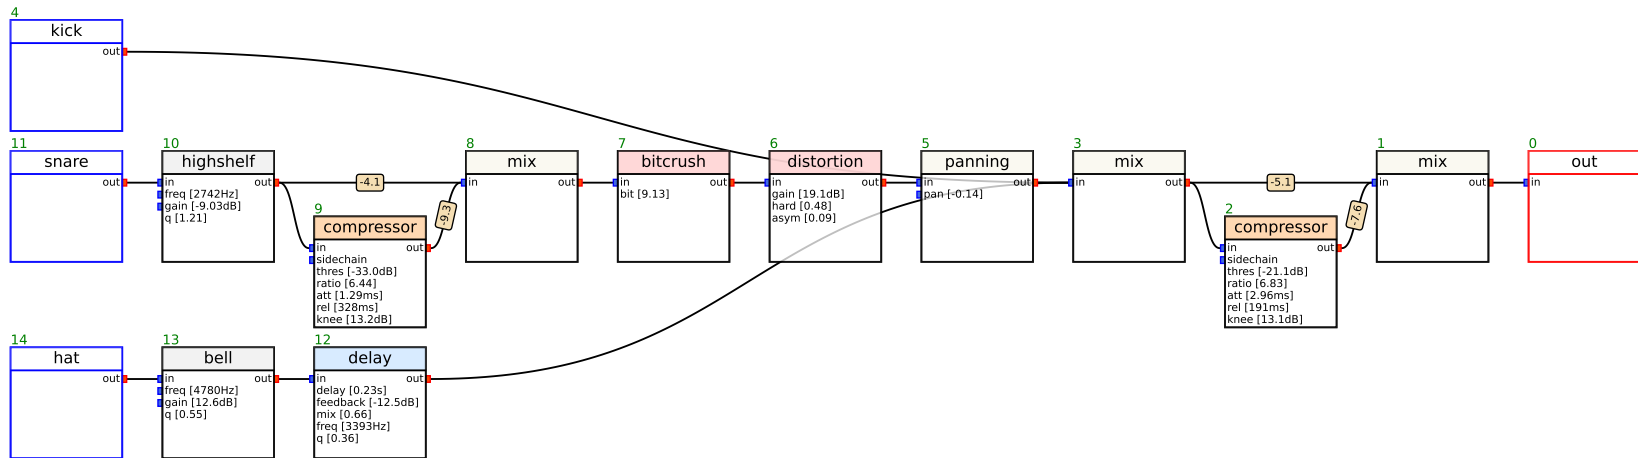 4
kick
out
11
snare
out
10
highshelf
in
out
freq [2742Hz]
gain [-9.03dB]
q [1.21]
-4.1
9
compressor
in
out
sidechain
thres [-33.0dB]
ratio [6.44]
att [1.29ms]
rel [328ms]
knee [13.2dB]
-9.3
8
mix
in
out
7
bitcrush
in
out
bit [9.13]
6
distortion
in
out
gain [19.1dB]
hard [0.48]
asym [0.09]
5
panning
in
out
pan [-0.14]
3
mix
in
out
-5.1
2
compressor
in
out
sidechain
thres [-21.1dB]
ratio [6.83]
att [2.96ms]
rel [191ms]
knee [13.1dB]
-7.6
1
mix
in
out
0
out
in
14
hat
out
13
bell
in
out
freq [4780Hz]
gain [12.6dB]
q [0.55]
12
delay
in
out
delay [0.23s]
feedback [-12.5dB]
mix [0.66]
freq [3393Hz]
q [0.36]